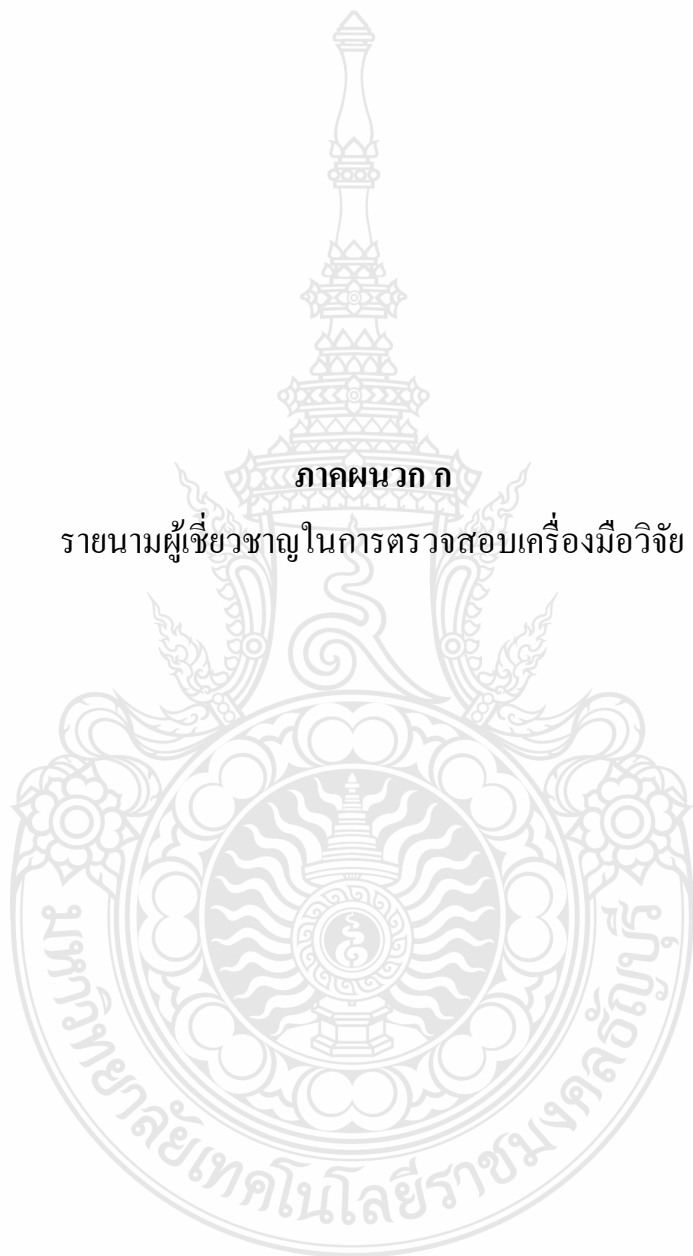 ภาคผนวก ก
รายนามผู้เชี่ยวชาญในการตรวจสอบเครื่องมือวิจัย
มหาวิทยาลัยเทคโนโลยีราชมงคลธัญบุรี